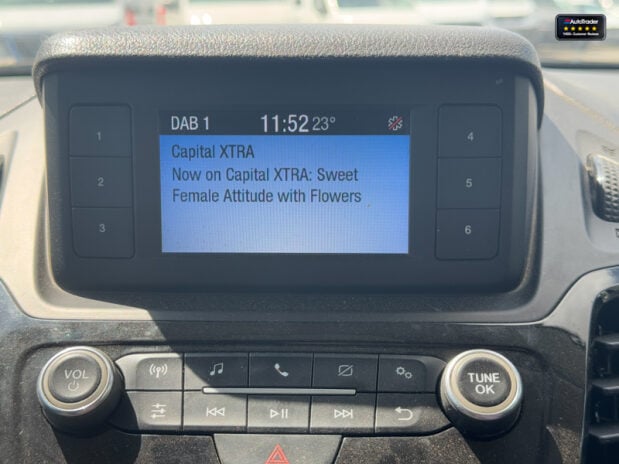 AutoTrader
DAB 1 11:52 23°
Capital XTRA
Now on Capital XTRA: Sweet
Female Attitude with Flowers
1
2
3
4
5
6
VOL
TUNE
OK